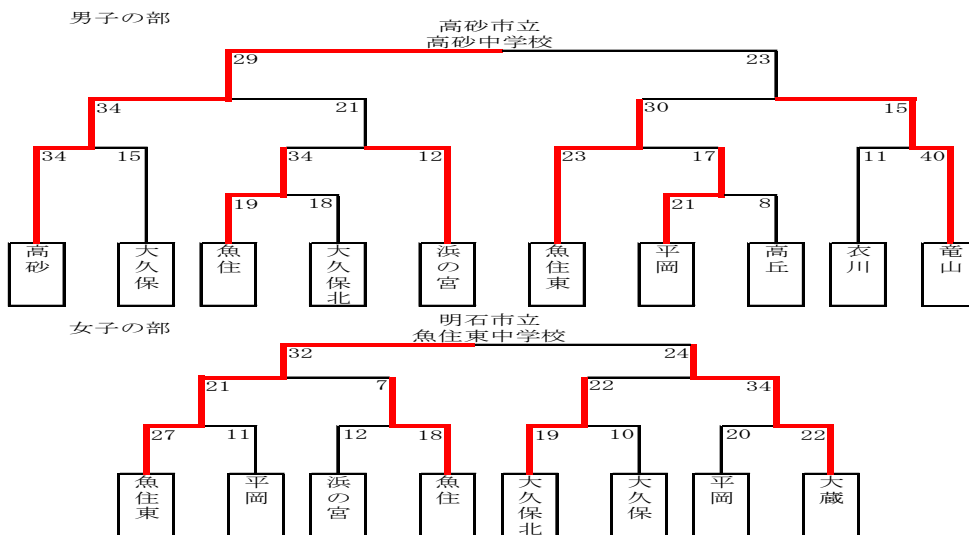 男子の部
高砂市立
高砂中学校
29 23
34 21 30 15
34 15 34 12 23 17 11 40
19 18 21 8
高砂 大久保 魚住 大久保北 浜の宮 魚住東 平岡 高丘 衣川 竜山
女子の部
明石市立
魚住東中学校
32 24
21 7 22 34
27 11 12 18 19 10 20 22
魚住東 平岡 浜の宮 魚住 大久保北 大久保 平岡 大蔵